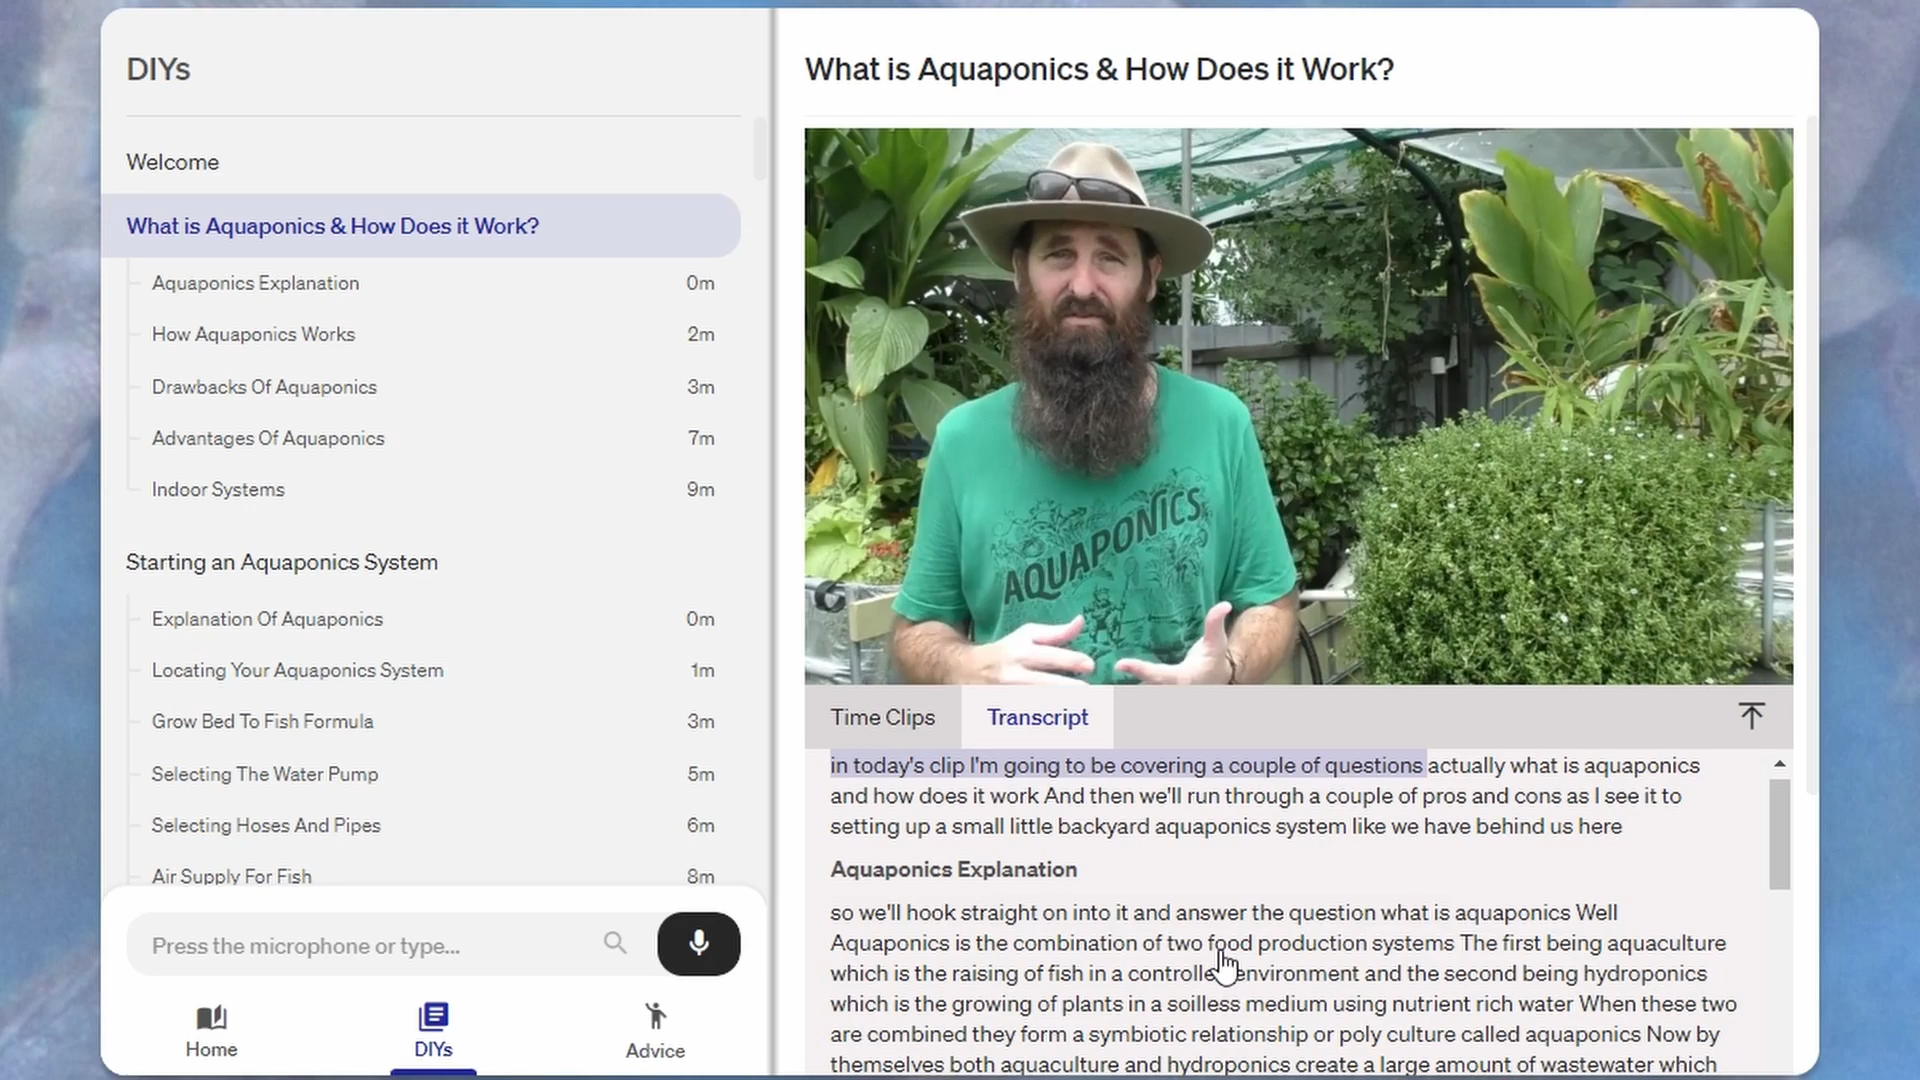 DIYs
Welcome
What is Aquaponics & How Does it Work?
Aquaponics Explanation 0m
How Aquaponics Works 2m
Drawbacks Of Aquaponics 3m
Advantages Of Aquaponics 7m
Indoor Systems 9m
Starting an Aquaponics System
Explanation Of Aquaponics 0m
Locating Your Aquaponics System 1m
Grow Bed To Fish Formula 3m
Selecting The Water Pump 5m
Selecting Hoses And Pipes 6m
Air Supply For Fish 8m
Press the microphone or type...
Home
DIYs
Advice
What is Aquaponics & How Does it Work?
AQUAPONICS
Time Clips
Transcript
in today's clip I'm going to be covering a couple of questions actually what is aquaponics
and how does it work And then we'll run through a couple of pros and cons as I see it to
setting up a small little backyard aquaponics system like we have behind us here
Aquaponics Explanation
so we'll hook straight on into it and answer the question what is aquaponics Well
Aquaponics is the combination of two food production systems The first being aquaculture
which is the raising of fish in a controlled environment and the second being hydroponics
which is the growing of plants in a soilless medium using nutrient rich water When these two
are combined they form a symbiotic relationship or poly culture called aquaponics Now by
themselves both aquaculture and hydroponics create a large amount of wastewater which